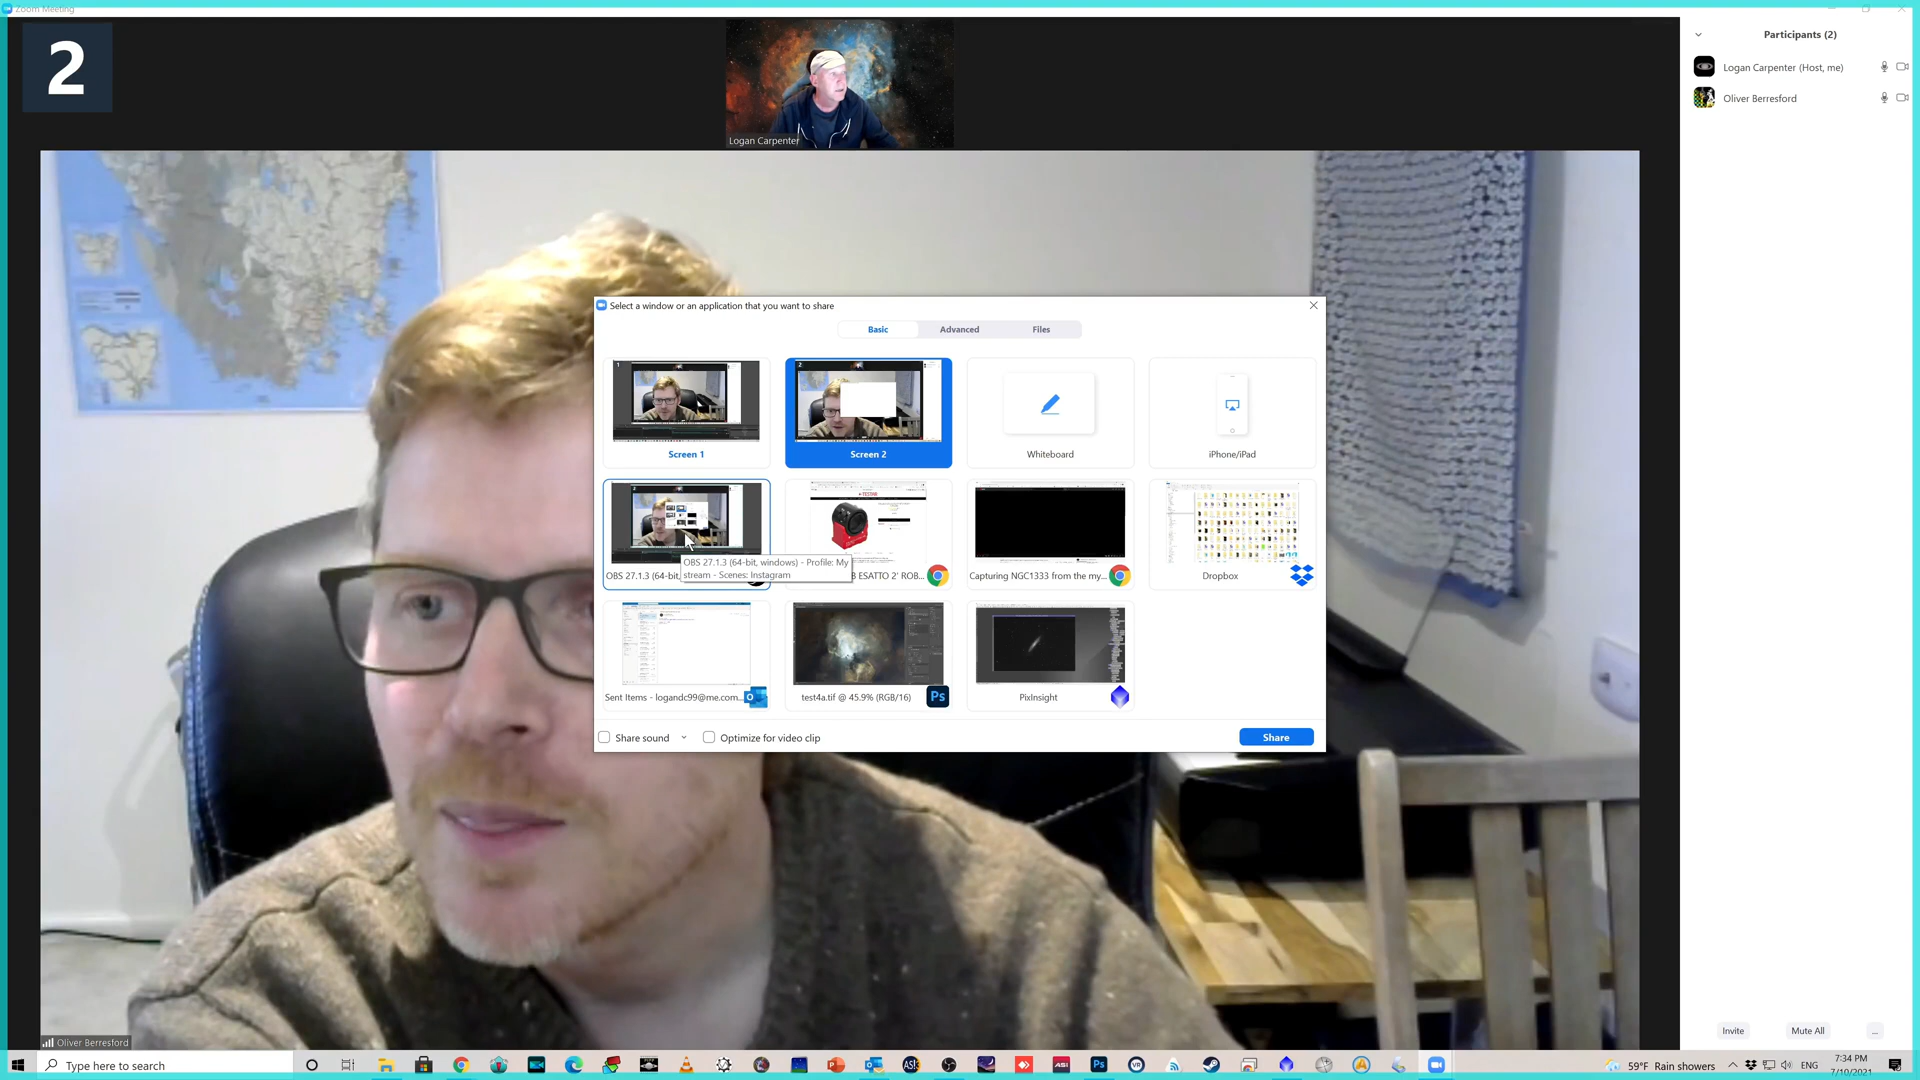 Zoom Meeting
2
Logan Carpenter
Participants (2)
Logan Carpenter (Host, me)
Oliver Berresford
Select a window or an application that you want to share
Basic
Advanced
Files
Screen 1
Screen 2
Whiteboard
iPhone/iPad
OBS 27.1.3 (64-bit,
OBS 27.1.3 (64-bit, windows) - Profile: My
stream - Scenes: Instagram
B ESATTO 2' ROB...
Capturing NGC1333 from the my...
Dropbox
Sent Items - logandc99@me.com...
test4a.tif @ 45.9% (RGB/16)
Ps
PixInsight
Share sound
Optimize for video clip
Share
Oliver Berresford
Invite
Mute All
...
Type here to search
59°F Rain showers
ENG
7:34 PM
7/10/2021